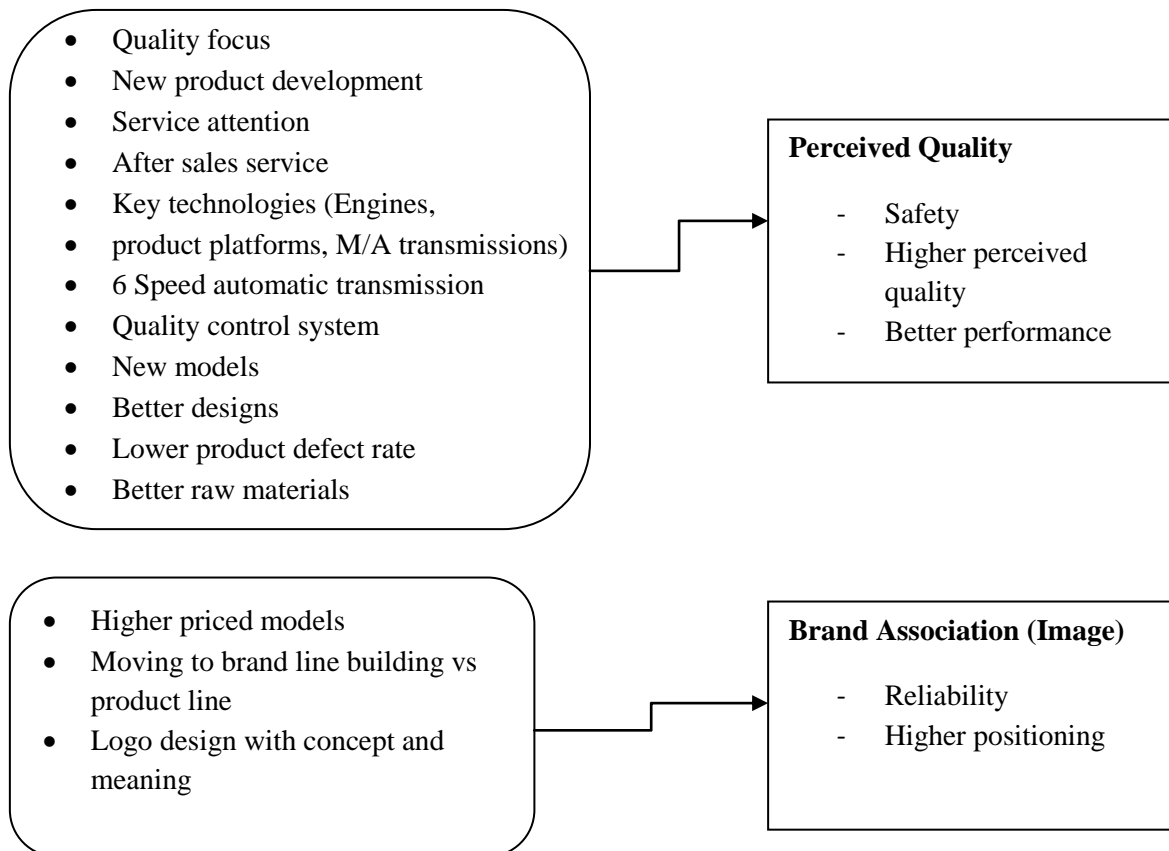 • Quality focus
• New product development
• Service attention
• After sales service
• Key technologies (Engines,
• product platforms, M/A transmissions)
• 6 Speed automatic transmission
• Quality control system
• New models
• Better designs
• Lower product defect rate
• Better raw materials
Perceived Quality
- Safety
- Higher perceived
quality
- Better performance
• Higher priced models
• Moving to brand line building vs
product line
• Logo design with concept and
meaning
Brand Association (Image)
- Reliability
- Higher positioning